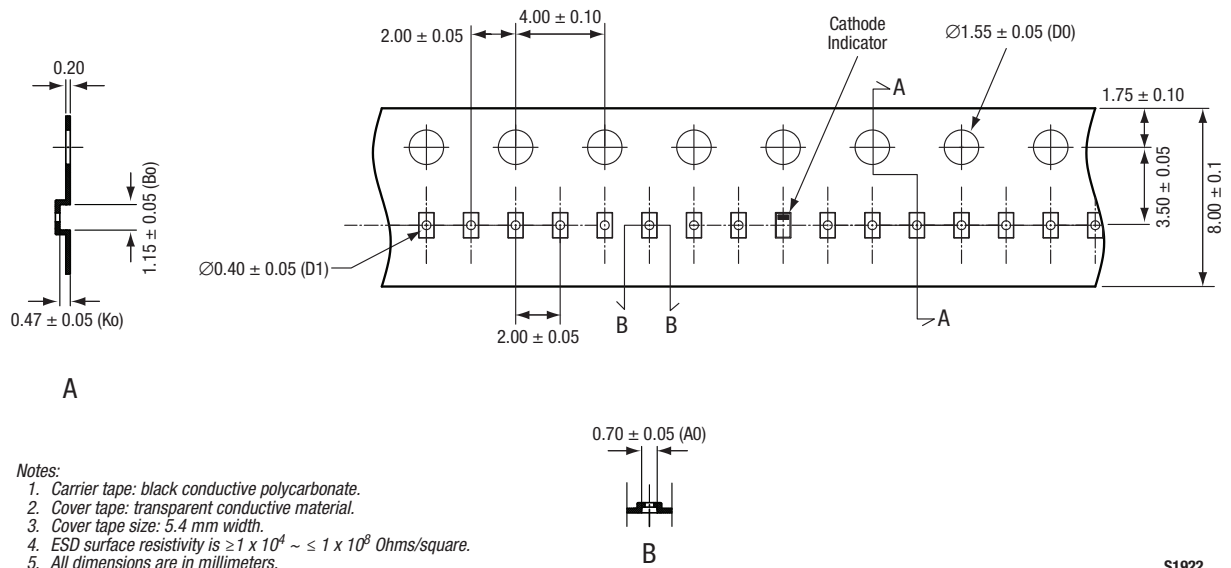 4.00 ± 0.10
2.00 ± 0.05
Cathode
Indicator
∅1.55 ± 0.05 (D0)
0.20
A
1.75 ± 0.10
1.15 ± 0.05 (Bo)
3.50 ± 0.05
8.00 ± 0.1
∅0.40 ± 0.05 (D1)
0.47 ± 0.05 (Ko)
B B
A
2.00 ± 0.05
A
0.70 ± 0.05 (A0)
B
Notes:
1. Carrier tape: black conductive polycarbonate.
2. Cover tape: transparent conductive material.
3. Cover tape size: 5.4 mm width.
4. ESD surface resistivity is ≥1 x 10⁴ ~ ≤ 1 x 10⁸ Ohms/square.
5. All dimensions are in millimeters.
S1922